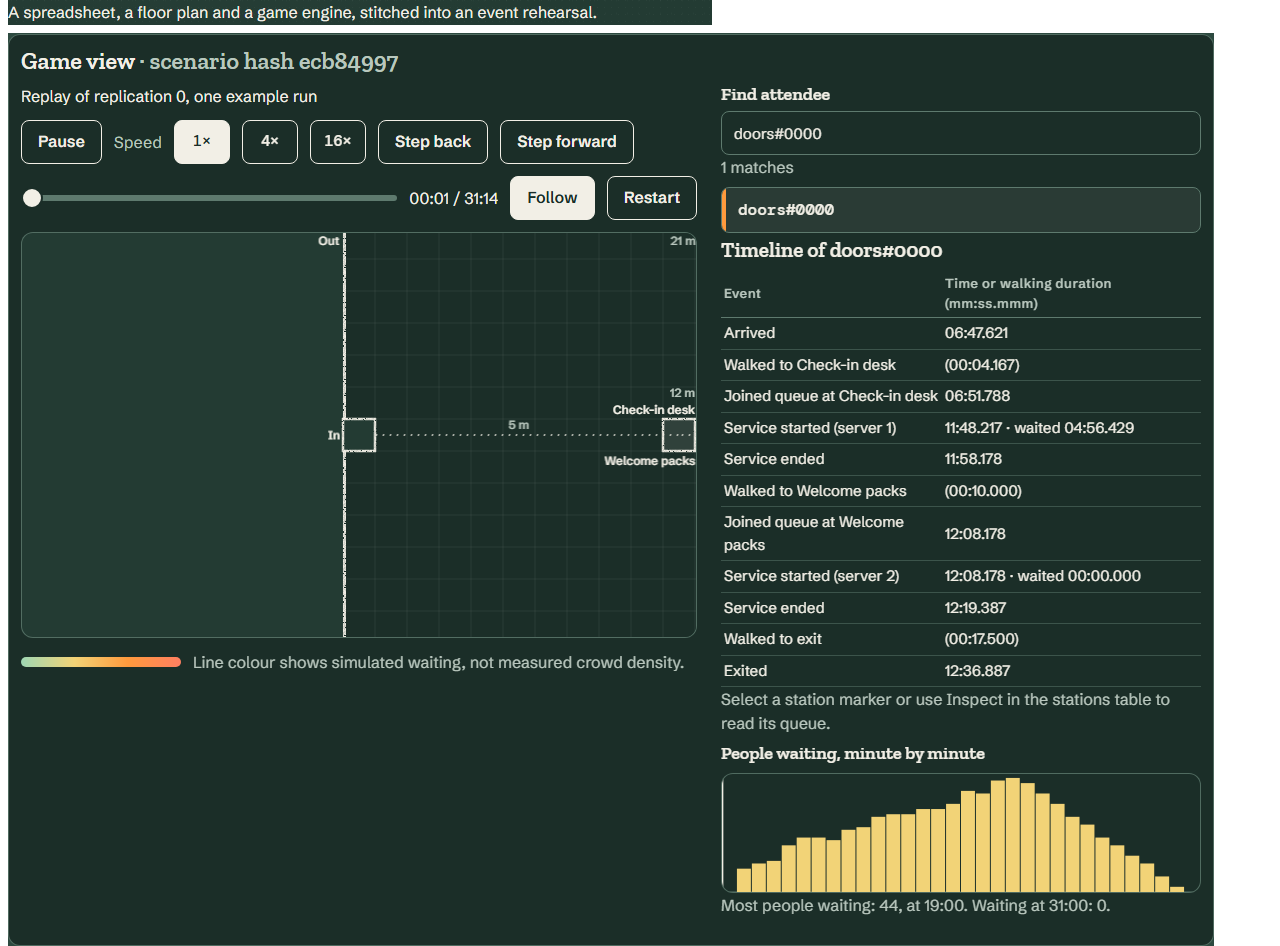 A spreadsheet, a floor plan and a game engine, stitched into an event rehearsal.
Game view · scenario hash ecb84997
Replay of replication 0, one example run
Pause Speed 1× 4× 16× Step back Step forward
00:01 / 31:14 Follow Restart
Out 21 m
12 m
Check-in desk
In 5 m
Welcome packs
Line colour shows simulated waiting, not measured crowd density.
Find attendee
doors#0000
1 matches
doors#0000
Timeline of doors#0000
Event Time or walking duration
(mm:ss.mmm)
Arrived 06:47.621
Walked to Check-in desk (00:04.167)
Joined queue at Check-in desk 06:51.788
Service started (server 1) 11:48.217 · waited 04:56.429
Service ended 11:58.178
Walked to Welcome packs (00:10.000)
Joined queue at Welcome
packs 12:08.178
Service started (server 2) 12:08.178 · waited 00:00.000
Service ended 12:19.387
Walked to exit (00:17.500)
Exited 12:36.887
Select a station marker or use Inspect in the stations table to
read its queue.
People waiting, minute by minute
Most people waiting: 44, at 19:00. Waiting at 31:00: 0.